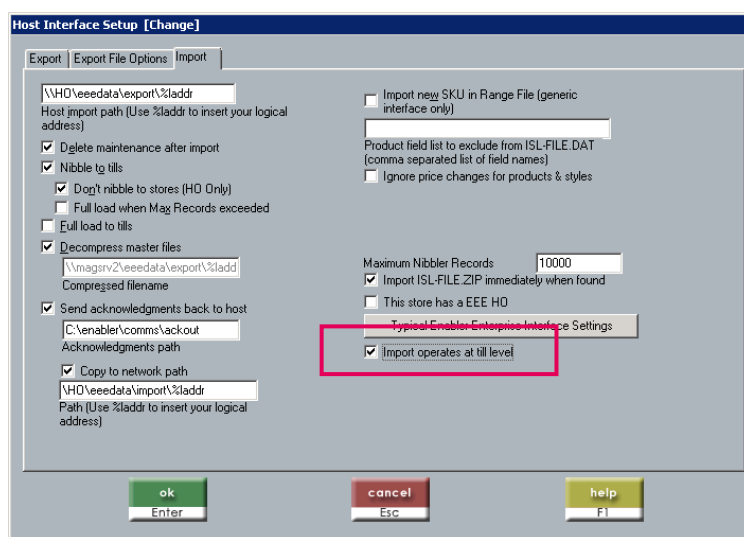 Host Interface Setup [Change]
Export
Export File Options
Import
\\HO\eeedata\export\%laddr
Host import path (Use %laddr to insert your logical
address)
Delete maintenance after import
Nibble to tills
Don't nibble to stores (HO Only)
Full load when Max Records exceeded
Full load to tills
Decompress master files
\\magsrv2\eeedata\export\%ladd
Compressed filename
Send acknowledgments back to host
C:\enabler\comms\ackout
Acknowledgments path
Copy to network path
\HO\eeedata\import\%laddr
Path (Use %laddr to insert your logical
address)
Import new SKU in Range File (generic
interface only)
Product field list to exclude from ISL-FILE.DAT
(comma separated list of field names)
Ignore price changes for products & styles
Maximum Nibbler Records
10000
Import ISL-FILE.ZIP immediately when found
This store has a EEE HO
Typical Enabler Enterprise Interface Settings
Import operates at till level
ok
Enter
cancel
Esc
help
F1